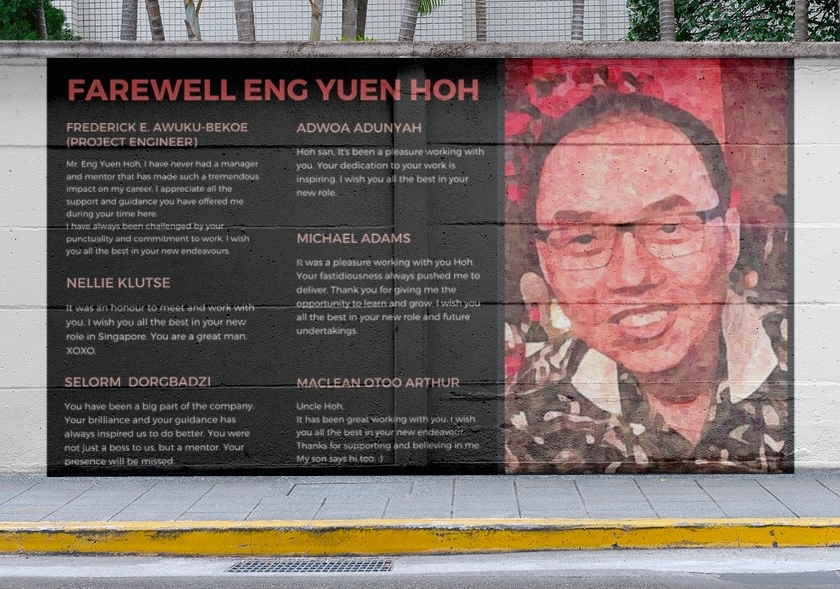 FAREWELL ENG YUEN HOH
FREDERICK E. AWUKU-BEKOE
(PROJECT ENGINEER)
Mr. Eng Yuen Hoh, I have never had a manager
and mentor that has made such a tremendous
impact on my career. I appreciate all the
support and guidance you have offered me
during your time here.
I have always been challenged by your
punctuality and commitment to work. I wish
you all the best in your new endeavours.
NELLIE KLUTSE
It was an honour to meet and work with
you. I wish you all the best in your new
role in Singapore. You are a great man.
XOXO.
SELORM DORGBADZI
You have been a big part of the company.
Your brilliance and your guidance has
always inspired us to do better. You were
not just a boss to us, but a mentor. Your
presence will be missed.
ADWOA ADUNYAH
Hoh san, It's been a pleasure working with
you. Your dedication to your work is
inspiring. I wish you all the best in your
new role.
MICHAEL ADAMS
It was a pleasure working with you Hoh.
Your fastidiousness always pushed me to
deliver. Thank you for giving me the
opportunity to learn and grow. I wish you
all the best in your new role and future
undertakings.
MACLEAN OTOO ARTHUR
Uncle Hoh,
It has been great working with you. I wish
you all the best in your new endeavour.
Thanks for supporting and believing in me.
My son says hi too. :)